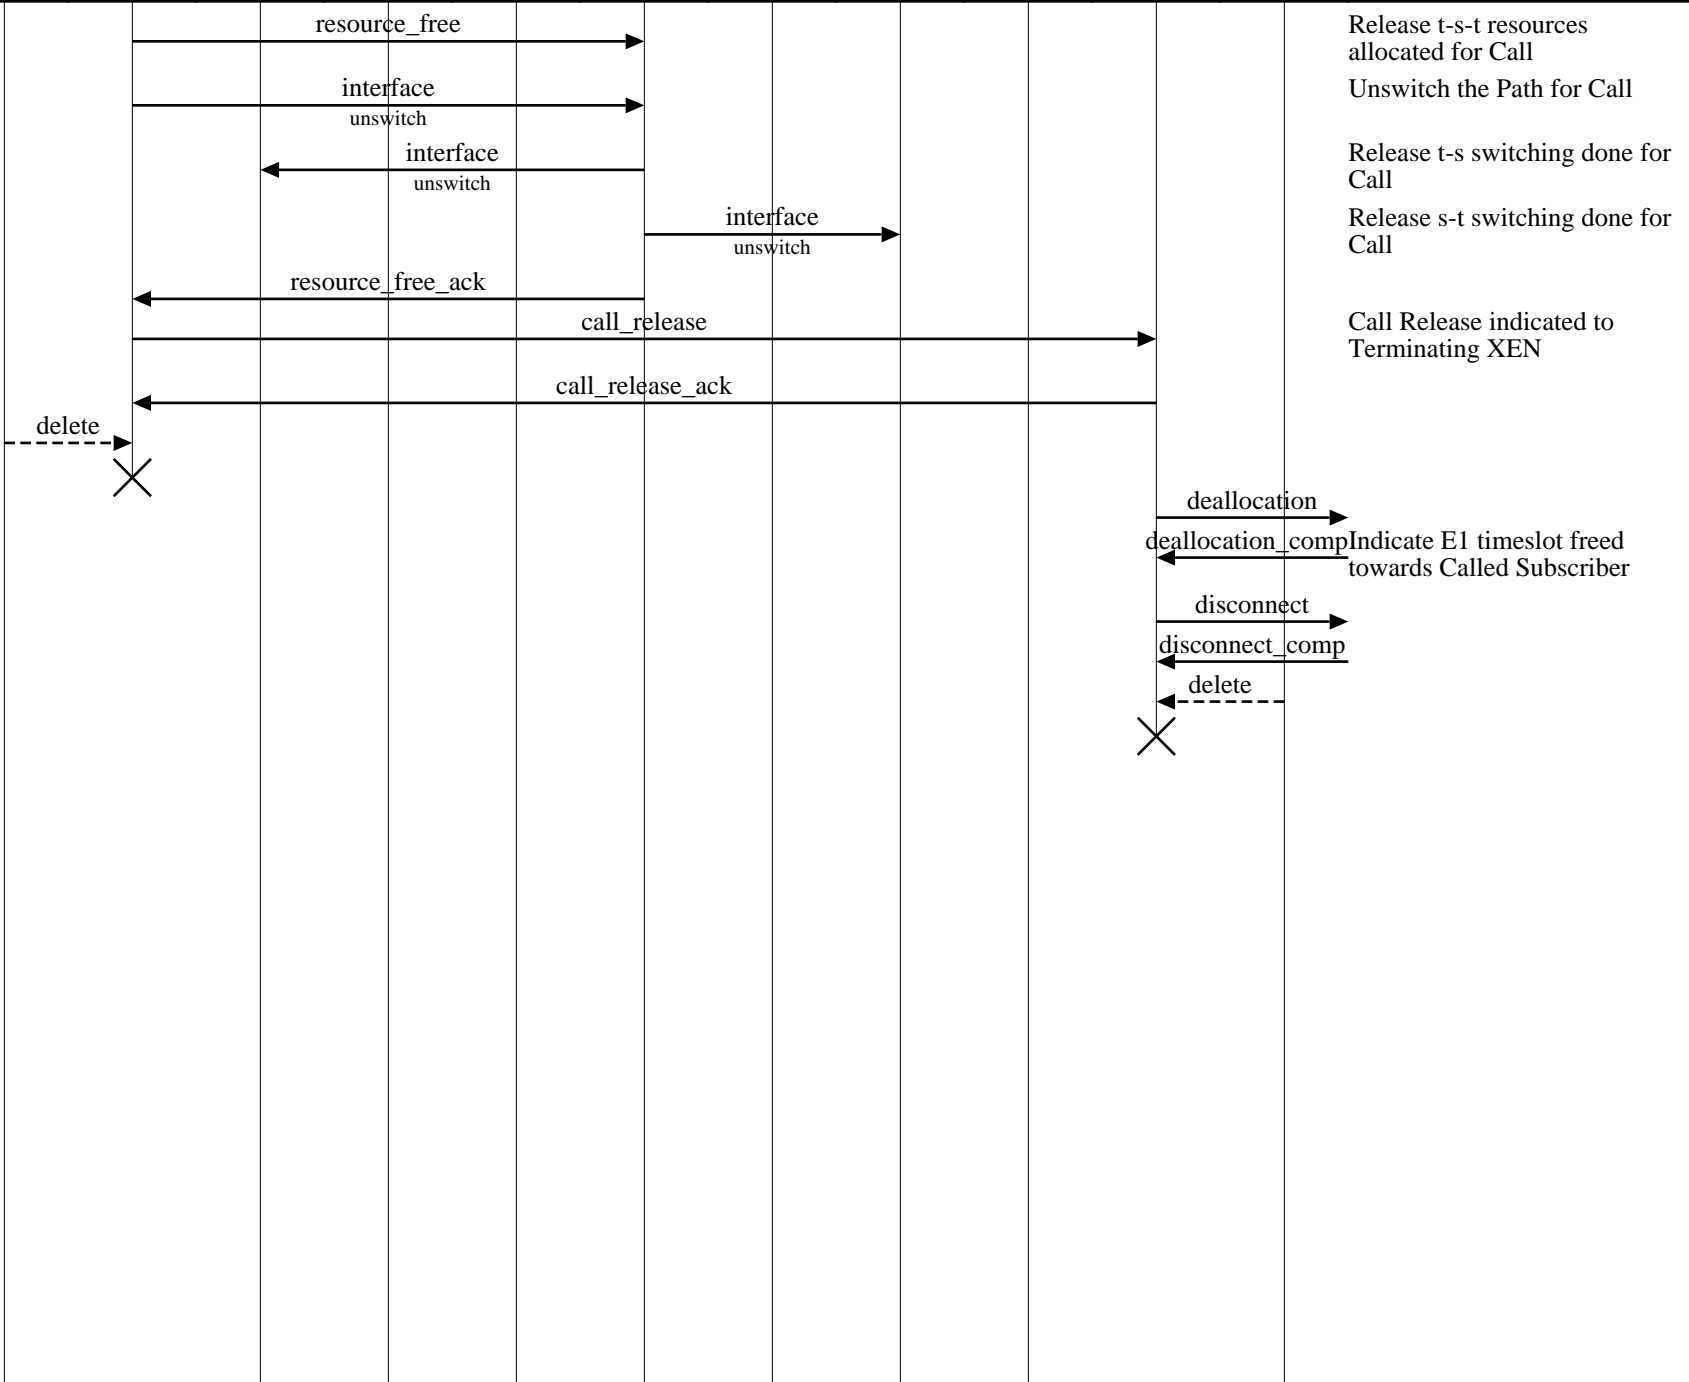 resource_free
Release t-s-t resources
allocated for Call
interface
unswitch
Unswitch the Path for Call
interface
unswitch
Release t-s switching done for
Call
interface
unswitch
Release s-t switching done for
Call
resource_free_ack
call_release
Call Release indicated to
Terminating XEN
call_release_ack
delete
deallocation
deallocation_comp
Indicate E1 timeslot freed
towards Called Subscriber
disconnect
disconnect_comp
delete